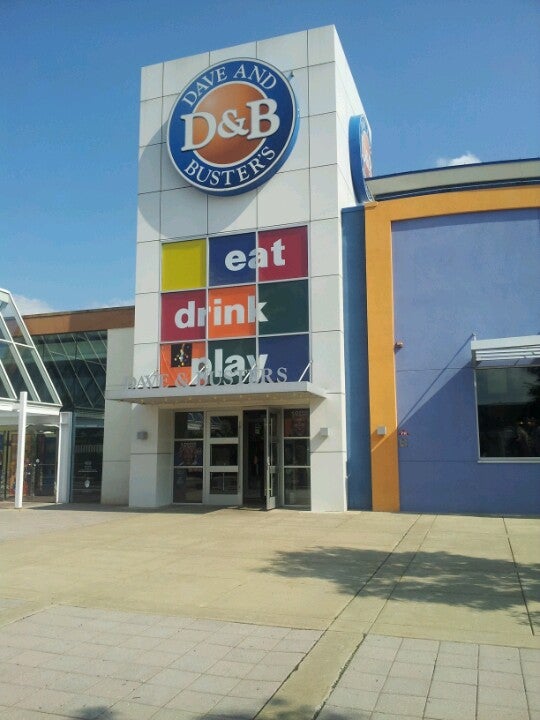 DAVE AND
D&B
BUSTER'S
eat
drink
play
DAVE & BUSTERS